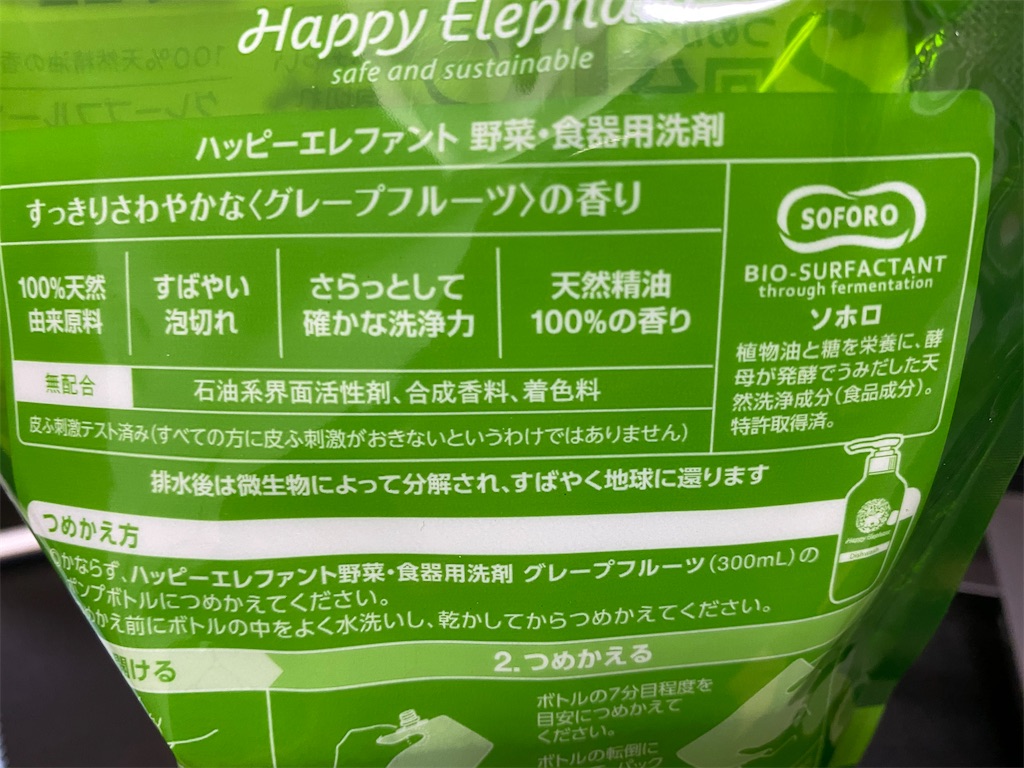 Happy Elepha
safe and sustainable
ハッピーエレファント 野菜・食器用洗剤
すっきりさわやかな〈グレープフルーツ〉の香り
100%天然
由来原料
すばやい
泡切れ
さらっとして
確かな洗浄力
天然精油
100%の香り
無配合
石油系界面活性剤、合成香料、着色料
皮ふ刺激テスト済み(すべての方に皮ふ刺激がおきないというわけではありません)
SOFORO
BIO-SURFACTANT
through fermentation
ソホロ
植物油と糖を栄養に、酵
母が発酵でうみだした天
然洗浄成分(食品成分)。
特許取得済。
排水後は微生物によって分解され、すばやく地球に還ります
つめかえ方
かならず、ハッピーエレファント野菜・食器用洗剤 グレープフルーツ(300mL)の
ンプボトルにつめかえてください。
かえ前にボトルの中をよく水洗いし、乾かしてからつめかえてください。
Happy Elephant
開ける
2.つめかえる
ボトルの7分目程度を
目安につめかえて
ください。
ボトルの転倒に
パック